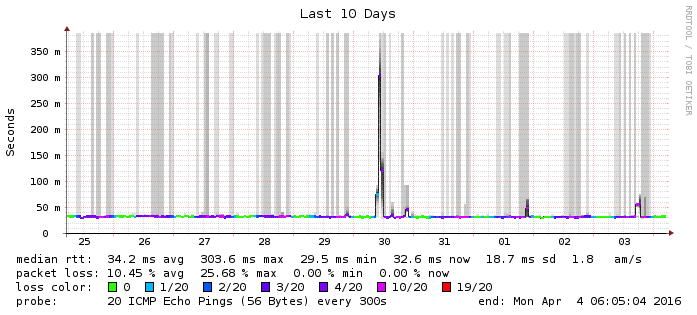 Last 10 Days
RRDTOOL / TOBI OETIKER
Seconds
350 m
300 m
250 m
200 m
150 m
100 m
50 m
0
25 26 27 28 29 30 31 01 02 03
median rtt: 34.2 ms avg 303.6 ms max 29.5 ms min 32.6 ms now 18.7 ms sd 1.8 am/s
packet loss: 10.45 % avg 25.68 % max 0.00 % min 0.00 % now
loss color: 0 1/20 2/20 3/20 4/20 10/20 19/20
probe: 20 ICMP Echo Pings (56 Bytes) every 300s end: Mon Apr 4 06:05:04 2016